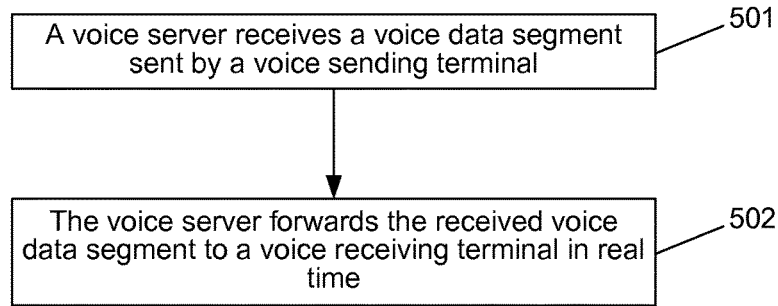 A voice server receives a voice data segment
sent by a voice sending terminal
501
The voice server forwards the received voice
data segment to a voice receiving terminal in real
time
502